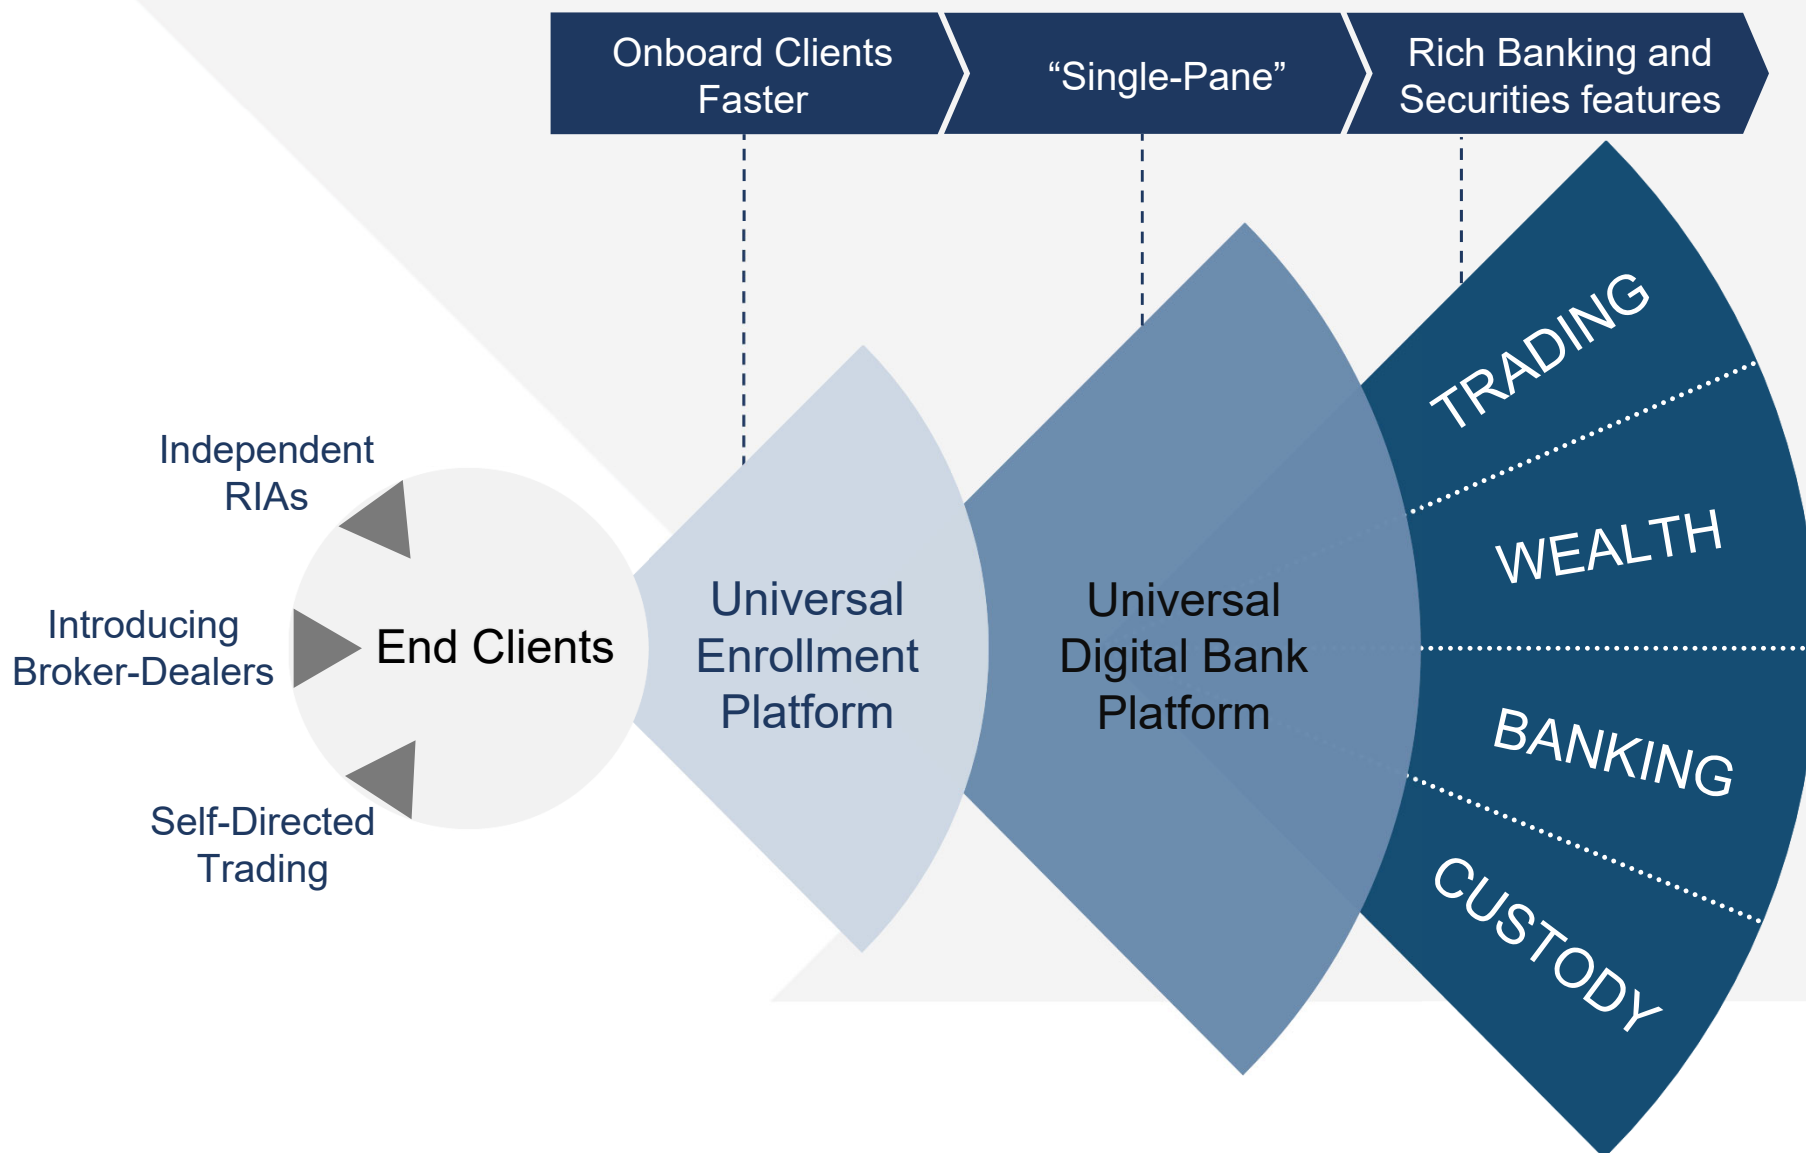 Onboard Clients
Faster
“Single-Pane”
Rich Banking and
Securities features
Independent
RIAs
Introducing
Broker-Dealers
Self-Directed
Trading
End Clients
Universal
Enrollment
Platform
Universal
Digital Bank
Platform
TRADING
WEALTH
BANKING
CUSTODY